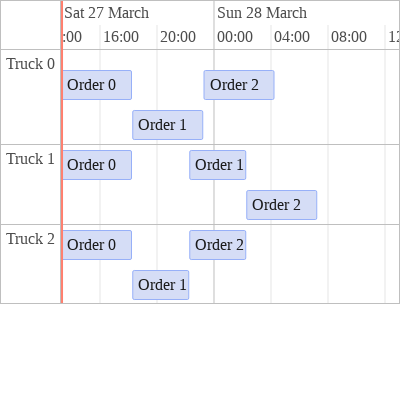 Sat 27 March Sun 28 March
:00 16:00 20:00 00:00 04:00 08:00 12
Truck 0
Order 0 Order 2
Order 1
Truck 1
Order 0 Order 1
Order 2
Truck 2
Order 0 Order 2
Order 1